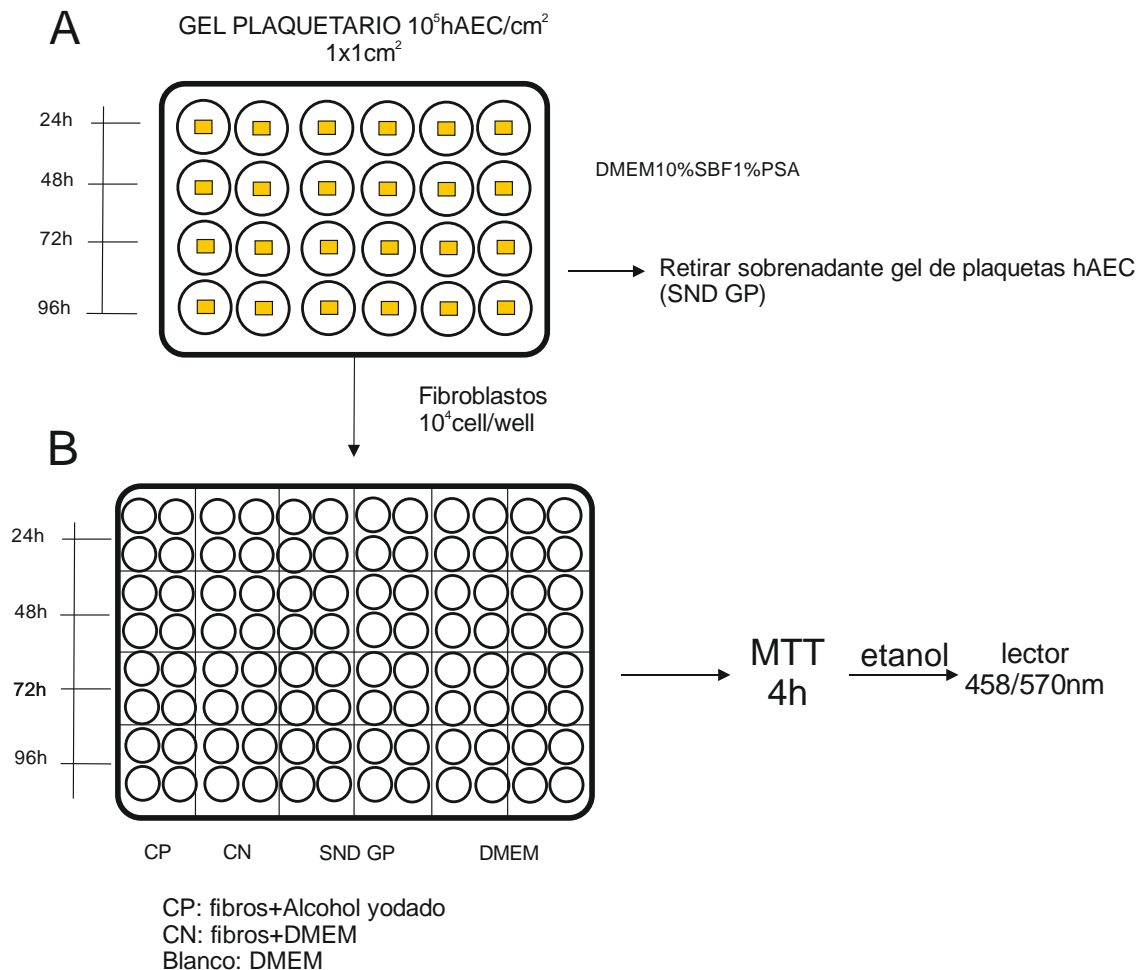 A
GEL PLAQUETARIO 10⁵hAEC/cm²
1x1cm²
24h
48h
72h
96h
DMEM10%SBF1%PSA
Retirar sobrenadante gel de plaquetas hAEC
(SND GP)
Fibroblastos
10⁴cell/well
B
24h
48h
72h
96h
MTT
4h
etanol
lector
458/570nm
CP
CN
SND GP
DMEM
CP: fibros+Alcohol yodado
CN: fibros+DMEM
Blanco: DMEM